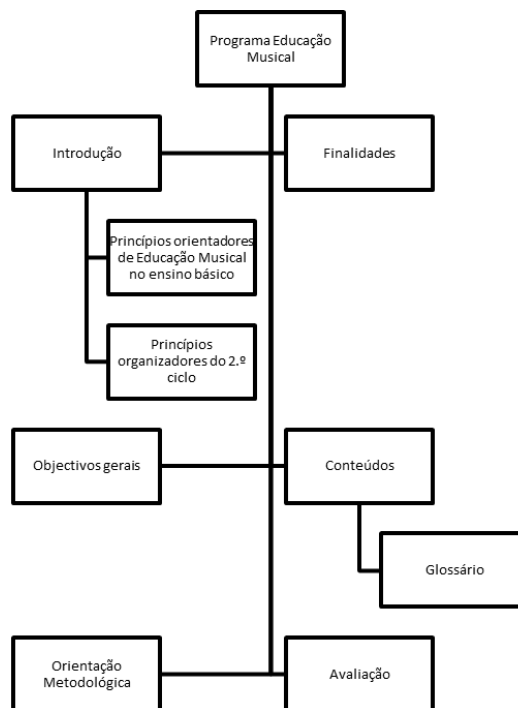 Programa Educação
Musical
Introdução
Finalidades
Princípios orientadores
de Educação Musical
no ensino básico
Princípios
organizadores do 2.º
ciclo
Objectivos gerais
Conteúdos
Glossário
Orientação
Metodológica
Avaliação